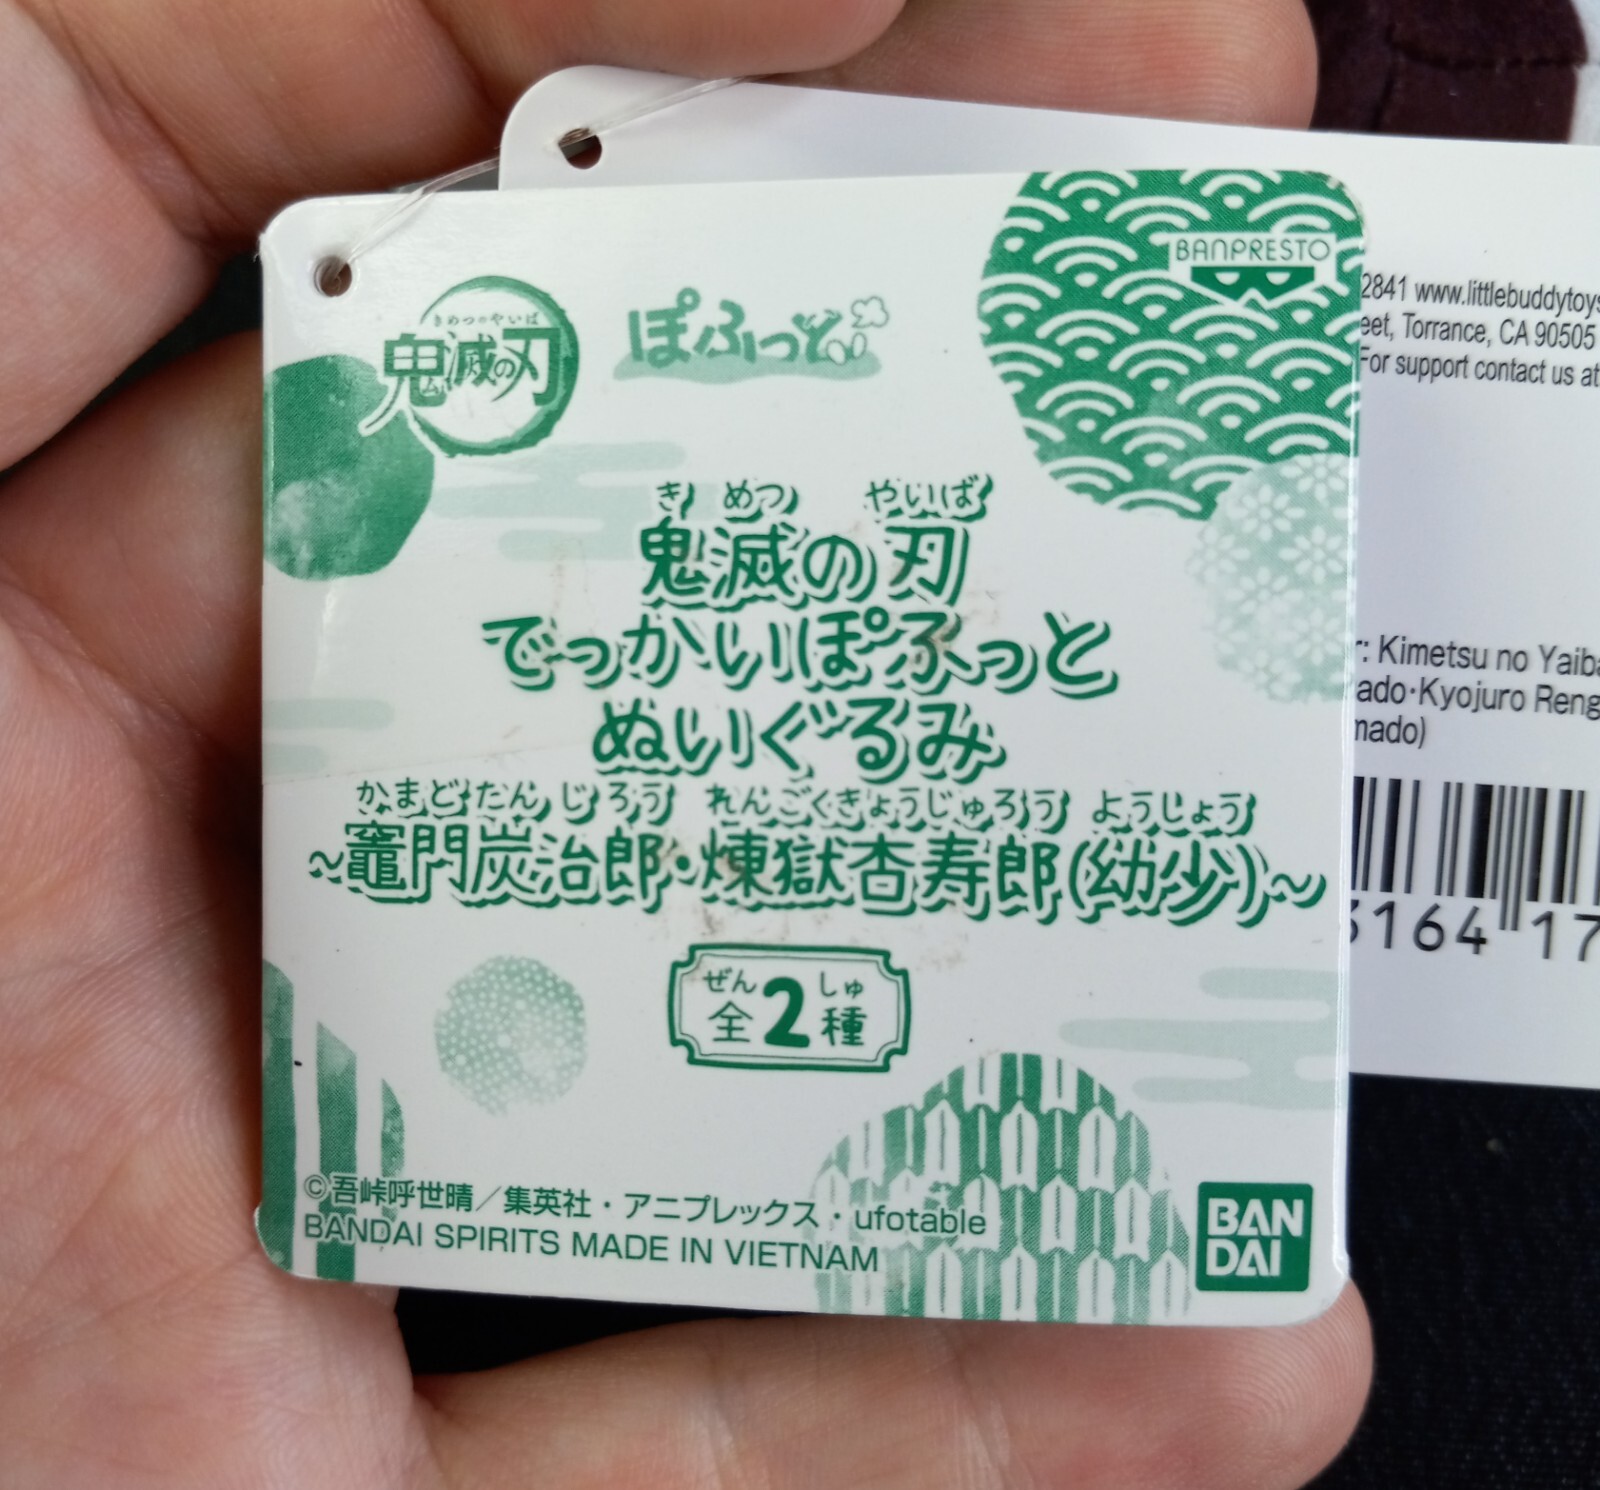 きめつのやいば
鬼滅の刃
ぽふっと
BANPRESTO
き めつ やいば
鬼滅の刃
でっかいぽふっと
ぬいぐるみ
かまどたんじろう れんごくきょうじゅろう ようじょう
~竈門炭治郎・煉獄杏寿郎(幼少)~
ぜん しゅ
全2種
©吾峠呼世晴／集英社・アニプレックス・ufotable
BANDAI SPIRITS MADE IN VIETNAM
BAN
DAI
2841 www.littlebuddytoys
eet, Torrance, CA 90505
For support contact us at
r: Kimetsu no Yaiba
ado・Kyojuro Reng
mado)
3164 17